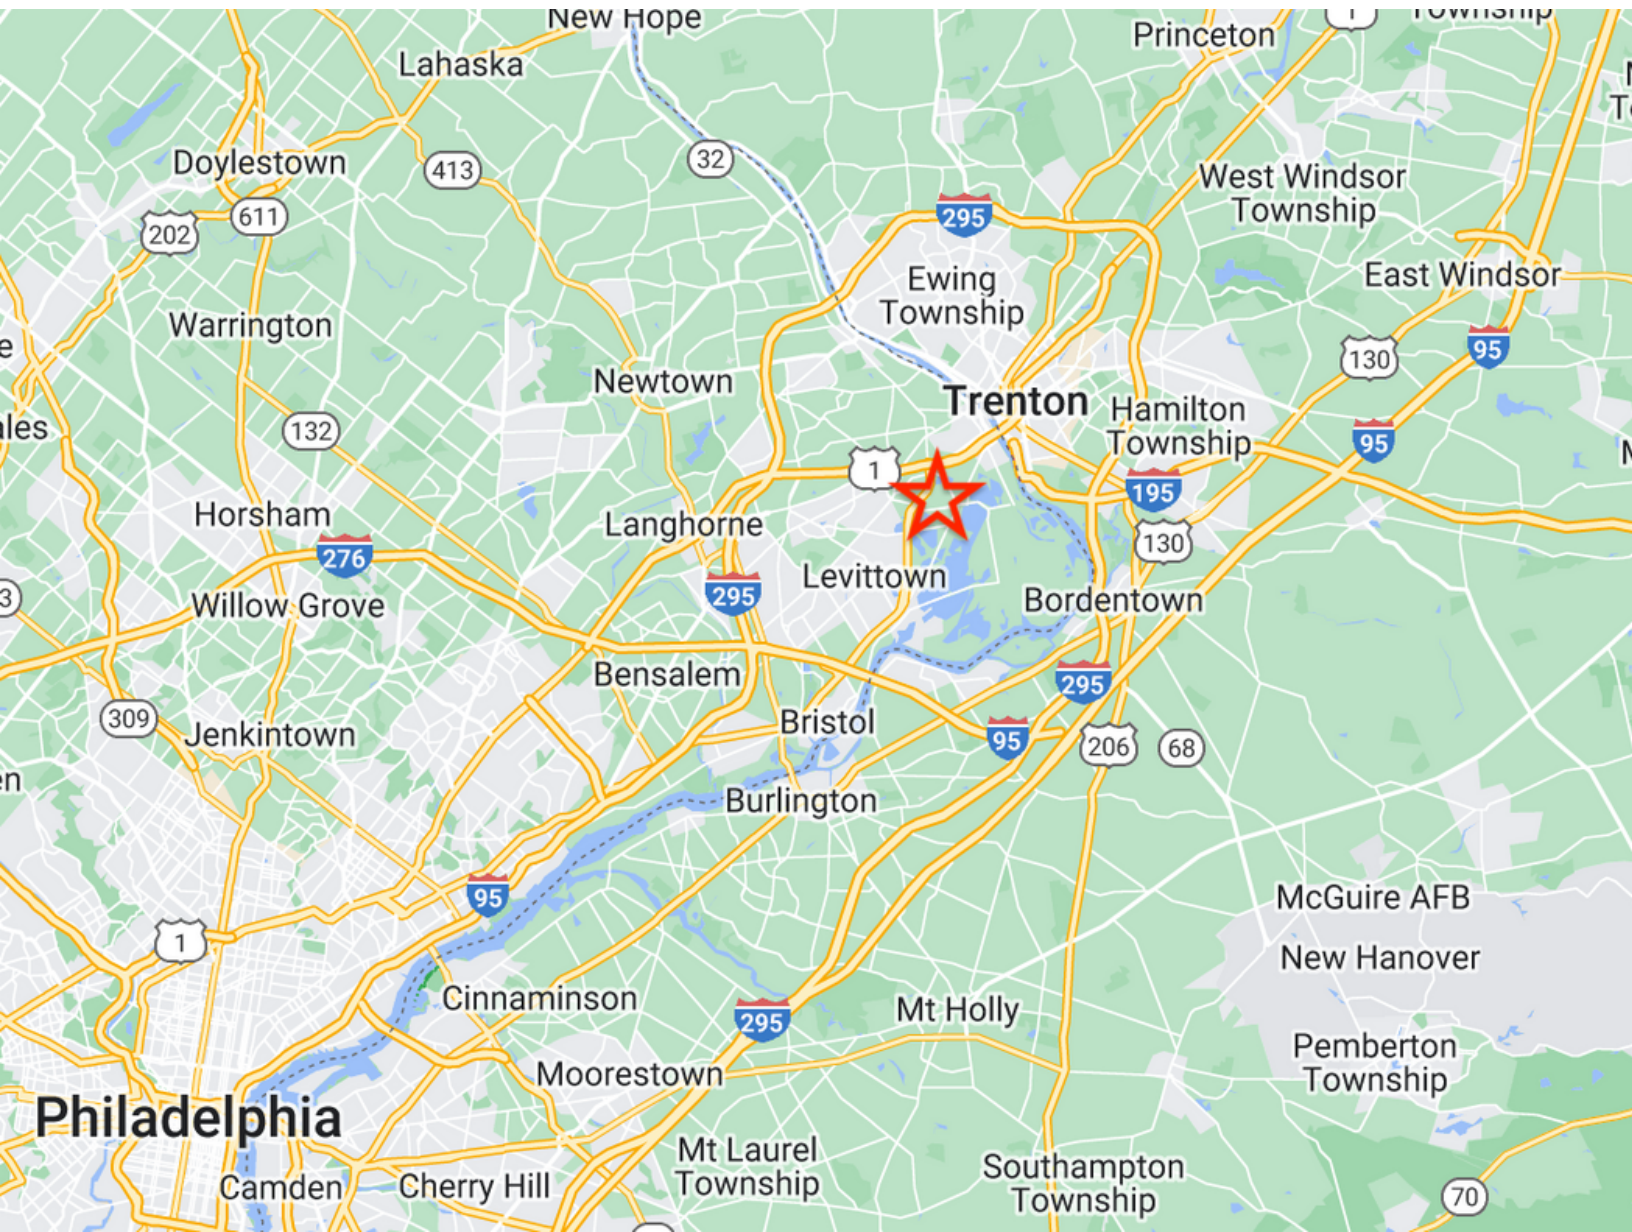 New Hope
1
Township
Princeton
Lahaska
32
Doylestown
413
West Windsor
Township
611
202
295
Ewing
Township
East Windsor
Warrington
130
95
Newtown
Trenton
Hamilton
Township
132
95
1
195
Horsham
Langhorne
276
130
Levittown
295
Willow Grove
Bordentown
Bensalem
295
309
Jenkintown
Bristol
95
206
68
Burlington
95
McGuire AFB
1
New Hanover
Cinnaminson
Mt Holly
295
Pemberton
Township
Moorestown
Philadelphia
Mt Laurel
Township
Southampton
Township
Camden
Cherry Hill
70